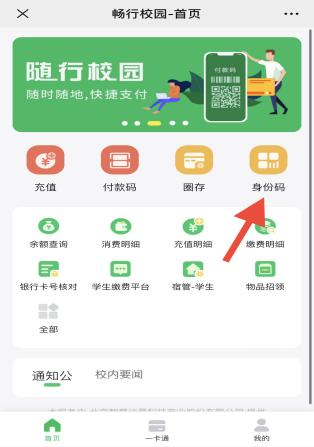 畅行校园-首页
随行校园
随时随地,快捷支付
付款码
充值
付款码
圈存
身份码
余额查询
消费明细
充值明细
缴费明细
银行卡号核对
学生缴费平台
宿管-学生
物品招领
全部
通知公
校内要闻
首页
一卡通
我的